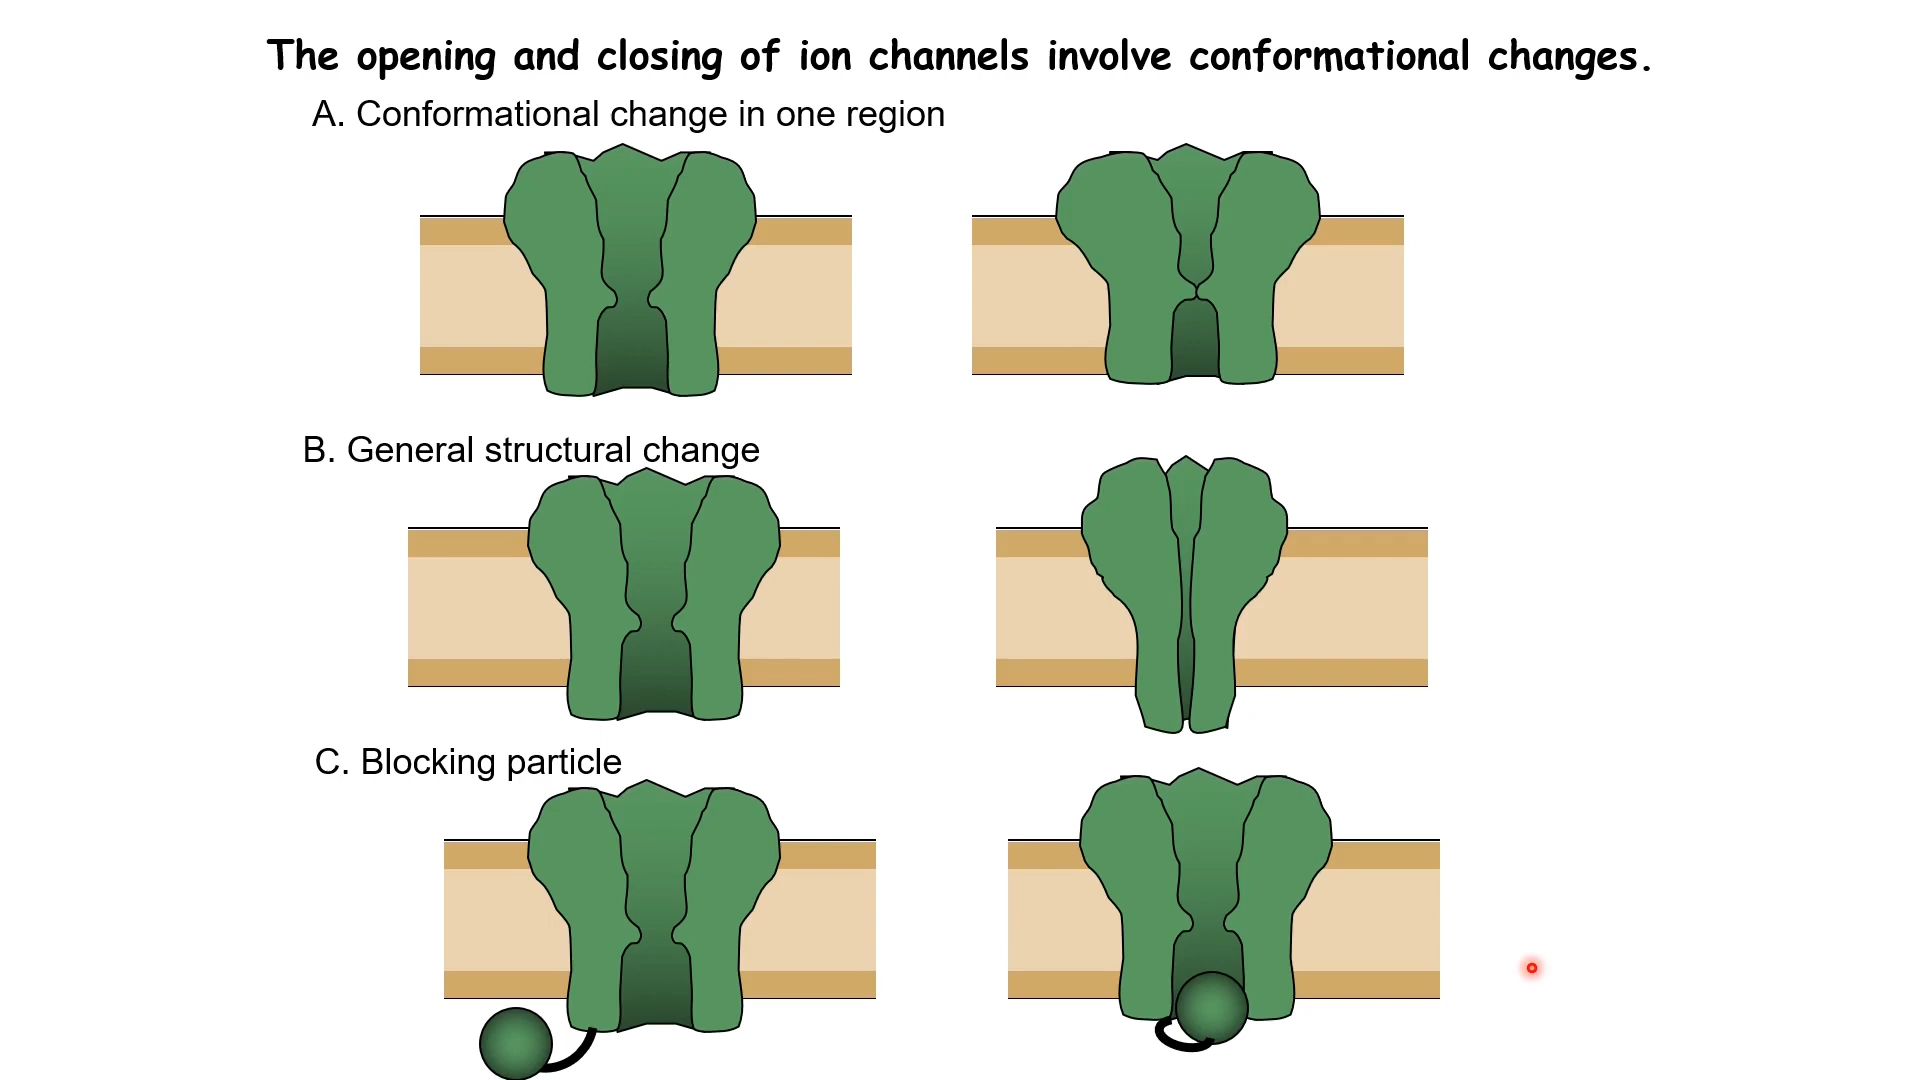 The opening and closing of ion channels involve conformational changes.
A. Conformational change in one region
B. General structural change
C. Blocking particle